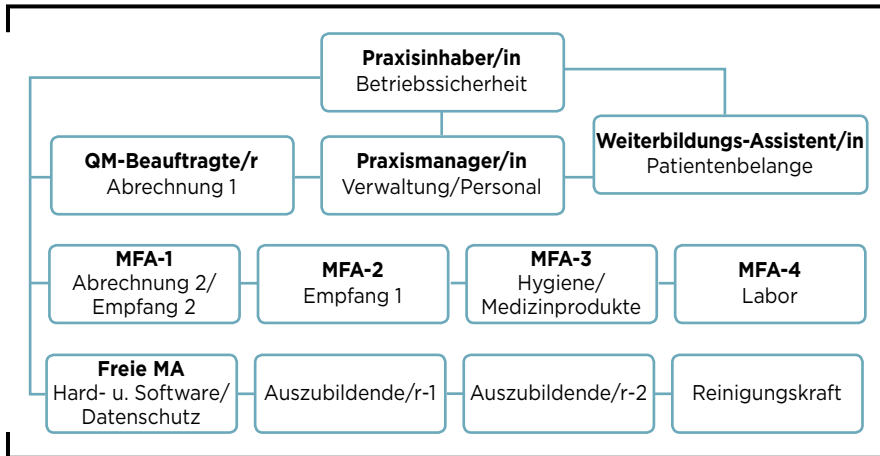 Praxisinhaber/in
Betriebssicherheit
QM-Beauftragte/r
Abrechnung 1
Praxismanager/in
Verwaltung/Personal
Weiterbildungs-Assistent/in
Patientenbelange
MFA-1
Abrechnung 2/
Empfang 2
MFA-2
Empfang 1
MFA-3
Hygiene/
Medizinprodukte
MFA-4
Labor
Freie MA
Hard- u. Software/
Datenschutz
Auszubildende/r-1
Auszubildende/r-2
Reinigungskraft